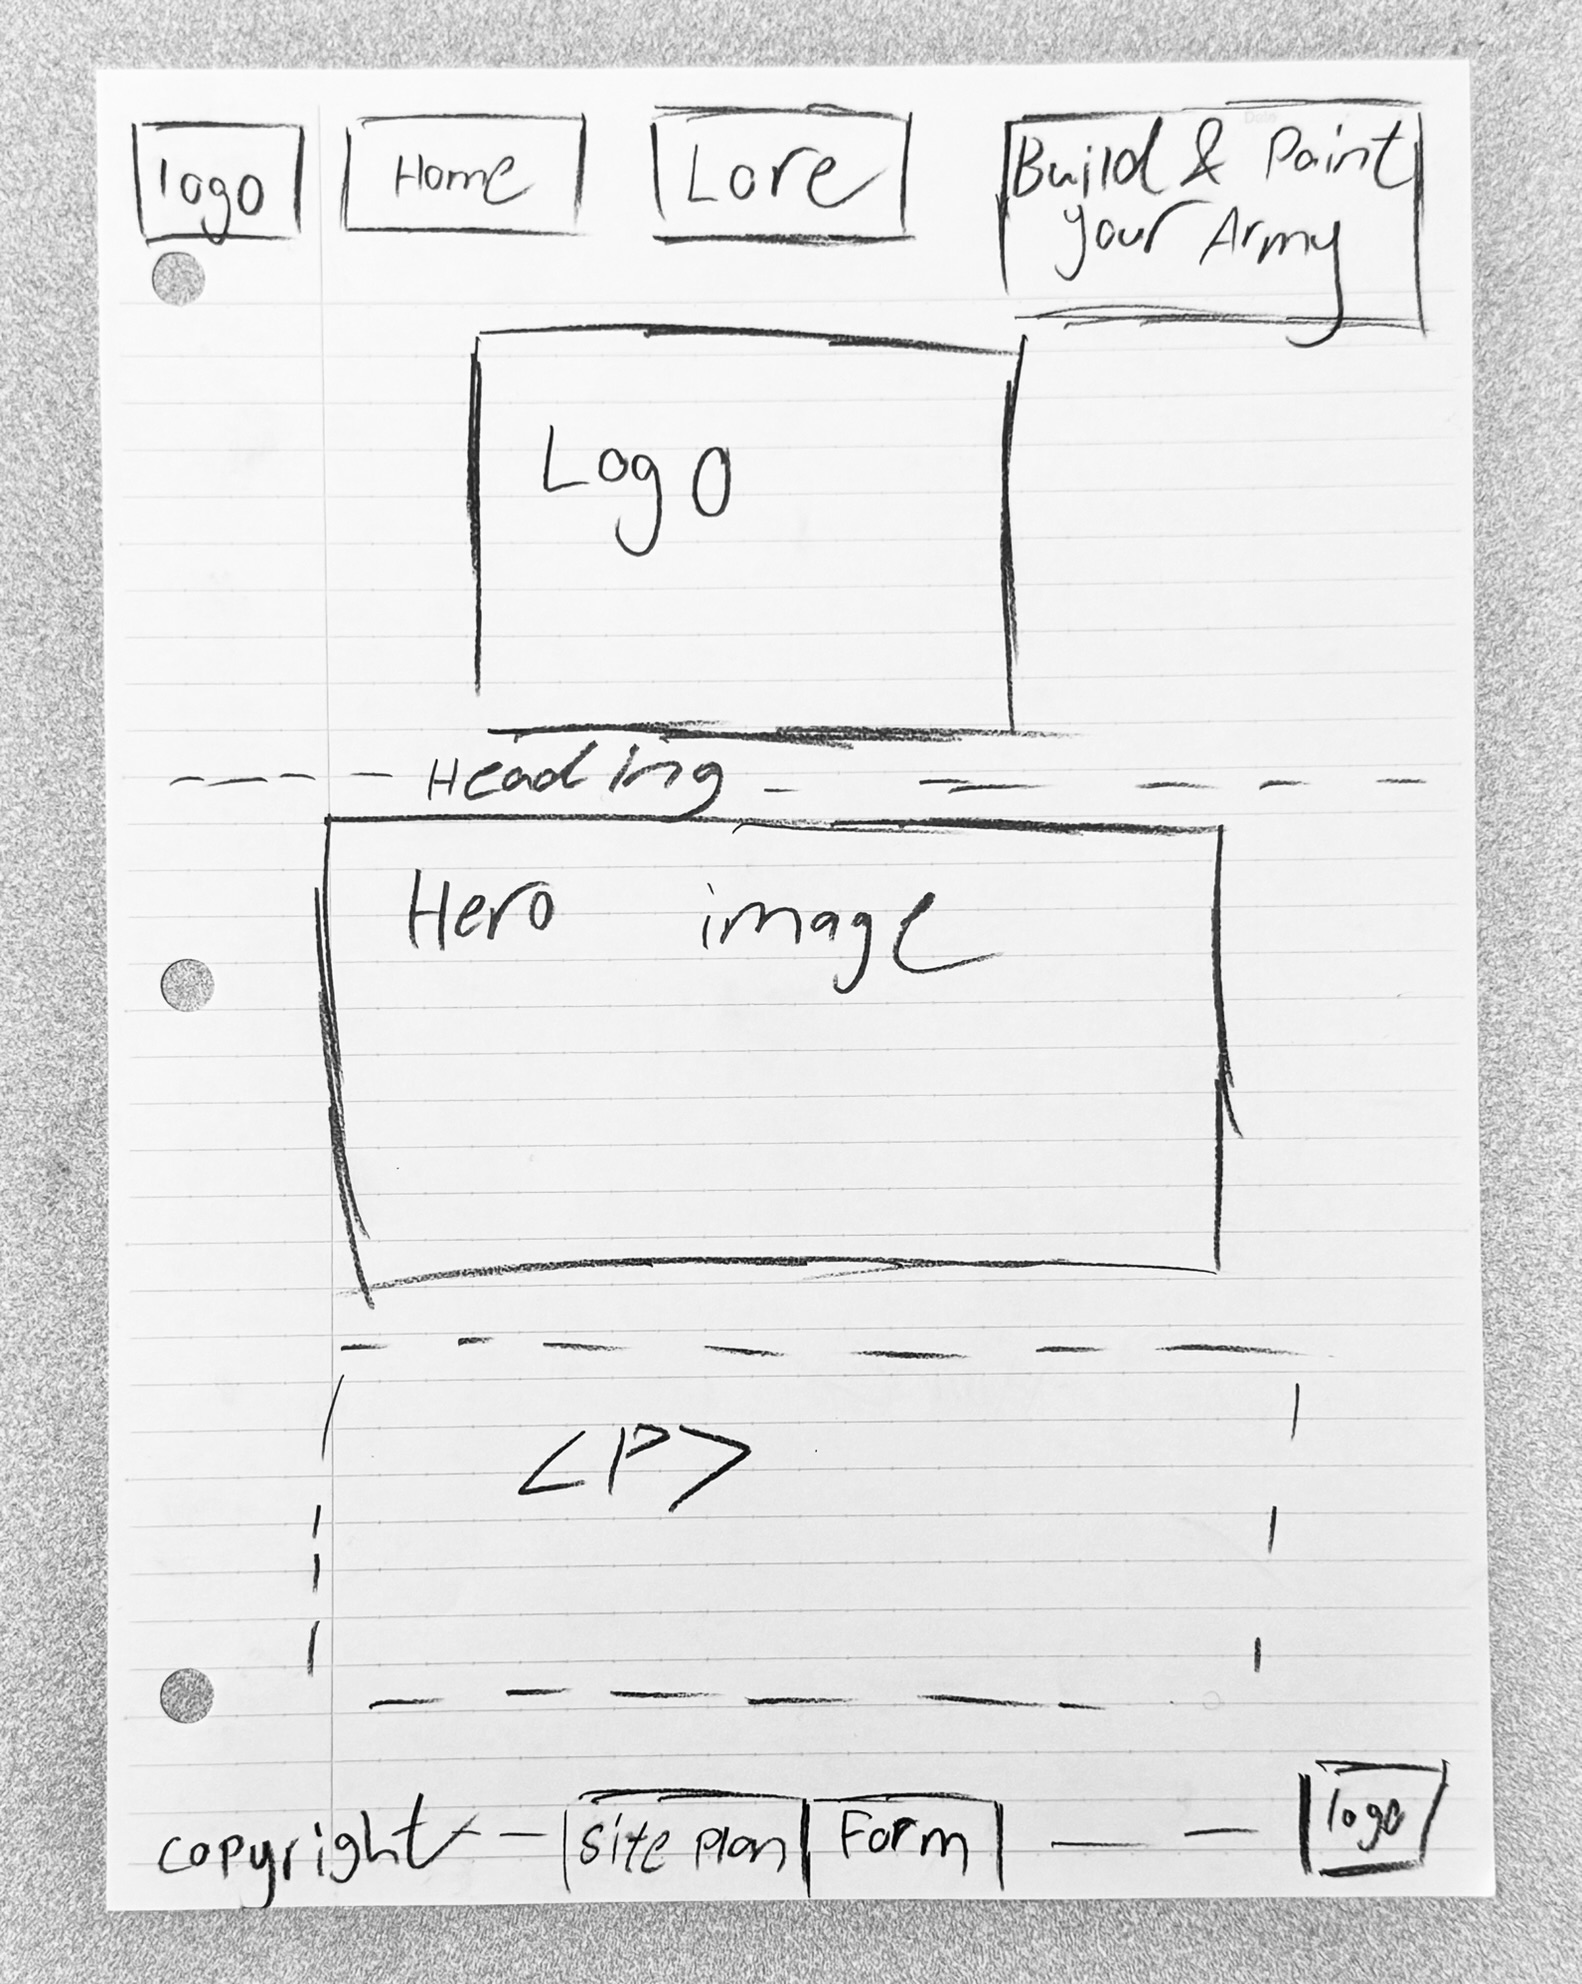 logo Home Lore Build & Paint
your Army
Logo
Heading
Hero image
<P>
copyright site plan Form logo